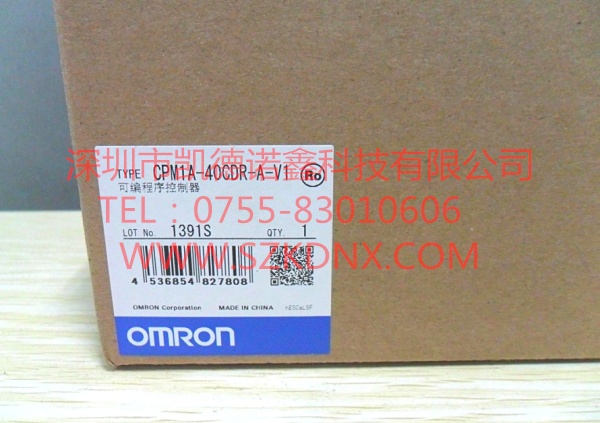 深圳市凯德诺鑫科技有限公司
TYPE CPM1A-40CDR-A-V1 Ro
可编程序控制器
TEL：0755-83010606
LOT No. 1391S QTY. 1
WWW.SZKDNX.COM
4 536854 827808
OMRON Corporation MADE IN CHINA
OMRON